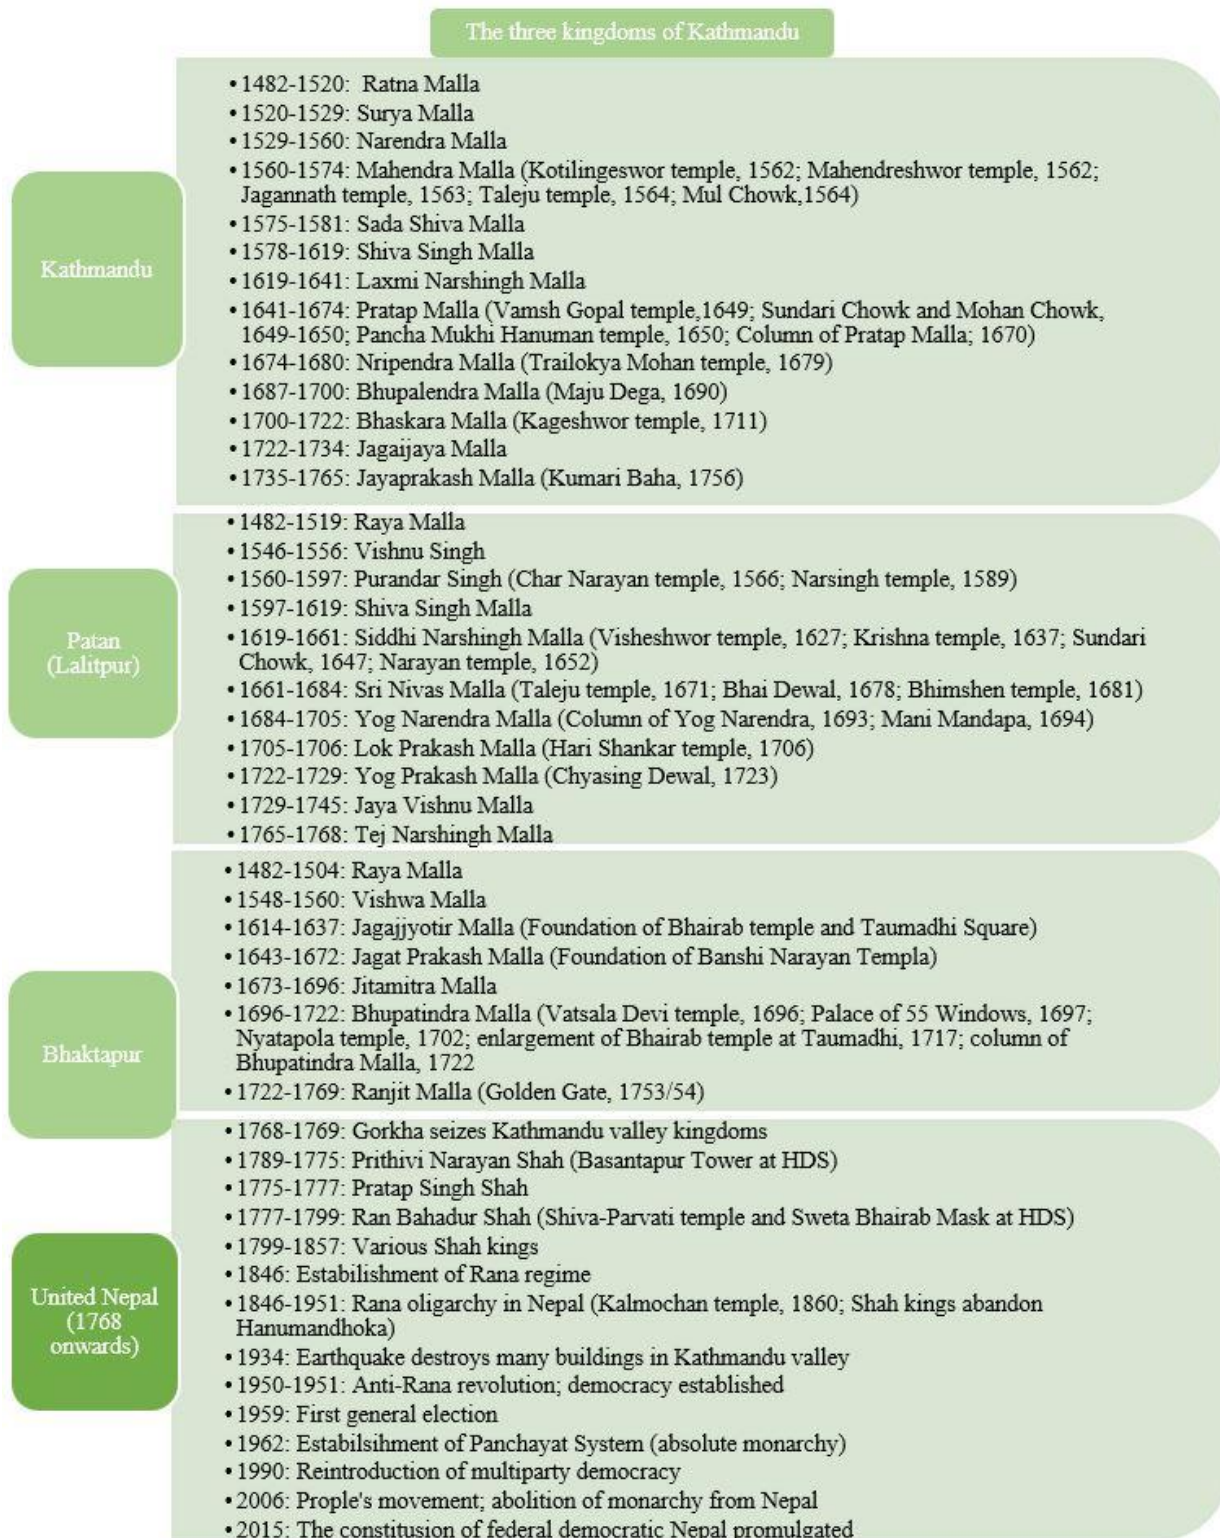 The three kingdoms of Kathmandu
Kathmandu
• 1482-1520: Ratna Malla
• 1520-1529: Surya Malla
• 1529-1560: Narendra Malla
• 1560-1574: Mahendra Malla (Kotilingeswor temple, 1562; Mahendreshwor temple, 1562;
Jagannath temple, 1563; Taleju temple, 1564; Mul Chowk,1564)
• 1575-1581: Sada Shiva Malla
• 1578-1619: Shiva Singh Malla
• 1619-1641: Laxmi Narshingh Malla
• 1641-1674: Pratap Malla (Vamsh Gopal temple,1649; Sundari Chowk and Mohan Chowk,
1649-1650; Pancha Mukhi Hanuman temple, 1650; Column of Pratap Malla; 1670)
• 1674-1680: Nripendra Malla (Trailokya Mohan temple, 1679)
• 1687-1700: Bhupalendra Malla (Maju Dega, 1690)
• 1700-1722: Bhaskara Malla (Kageshwor temple, 1711)
• 1722-1734: Jagaijaya Malla
• 1735-1765: Jayaprakash Malla (Kumari Baha, 1756)
Patan
(Lalitpur)
• 1482-1519: Raya Malla
• 1546-1556: Vishnu Singh
• 1560-1597: Purandar Singh (Char Narayan temple, 1566; Narsingh temple, 1589)
• 1597-1619: Shiva Singh Malla
• 1619-1661: Siddhi Narshingh Malla (Visheshwor temple, 1627; Krishna temple, 1637; Sundari
Chowk, 1647; Narayan temple, 1652)
• 1661-1684: Sri Nivas Malla (Taleju temple, 1671; Bhai Dewal, 1678; Bhimshen temple, 1681)
• 1684-1705: Yog Narendra Malla (Column of Yog Narendra, 1693; Mani Mandapa, 1694)
• 1705-1706: Lok Prakash Malla (Hari Shankar temple, 1706)
• 1722-1729: Yog Prakash Malla (Chyasing Dewal, 1723)
• 1729-1745: Jaya Vishnu Malla
• 1765-1768: Tej Narshingh Malla
Bhaktapur
• 1482-1504: Raya Malla
• 1548-1560: Vishwa Malla
• 1614-1637: Jagajjyotir Malla (Foundation of Bhairab temple and Taumadhi Square)
• 1643-1672: Jagat Prakash Malla (Foundation of Banshi Narayan Templa)
• 1673-1696: Jitamitra Malla
• 1696-1722: Bhupatindra Malla (Vatsala Devi temple, 1696; Palace of 55 Windows, 1697;
Nyatapola temple, 1702; enlargement of Bhairab temple at Taumadhi, 1717; column of
Bhupatindra Malla, 1722
• 1722-1769: Ranjit Malla (Golden Gate, 1753/54)
United Nepal
(1768
onwards)
• 1768-1769: Gorkha seizes Kathmandu valley kingdoms
• 1789-1775: Prithivi Narayan Shah (Basantapur Tower at HDS)
• 1775-1777: Pratap Singh Shah
• 1777-1799: Ran Bahadur Shah (Shiva-Parvati temple and Sweta Bhairab Mask at HDS)
• 1799-1857: Various Shah kings
• 1846: Estabilishment of Rana regime
• 1846-1951: Rana oligarchy in Nepal (Kalmochan temple, 1860; Shah kings abandon
Hanumandhoka)
• 1934: Earthquake destroys many buildings in Kathmandu valley
• 1950-1951: Anti-Rana revolution; democracy established
• 1959: First general election
• 1962: Estabilsihment of Panchayat System (absolute monarchy)
• 1990: Reintroduction of multiparty democracy
• 2006: Prople's movement; abolition of monarchy from Nepal
• 2015: The constitusion of federal democratic Nepal promulgated